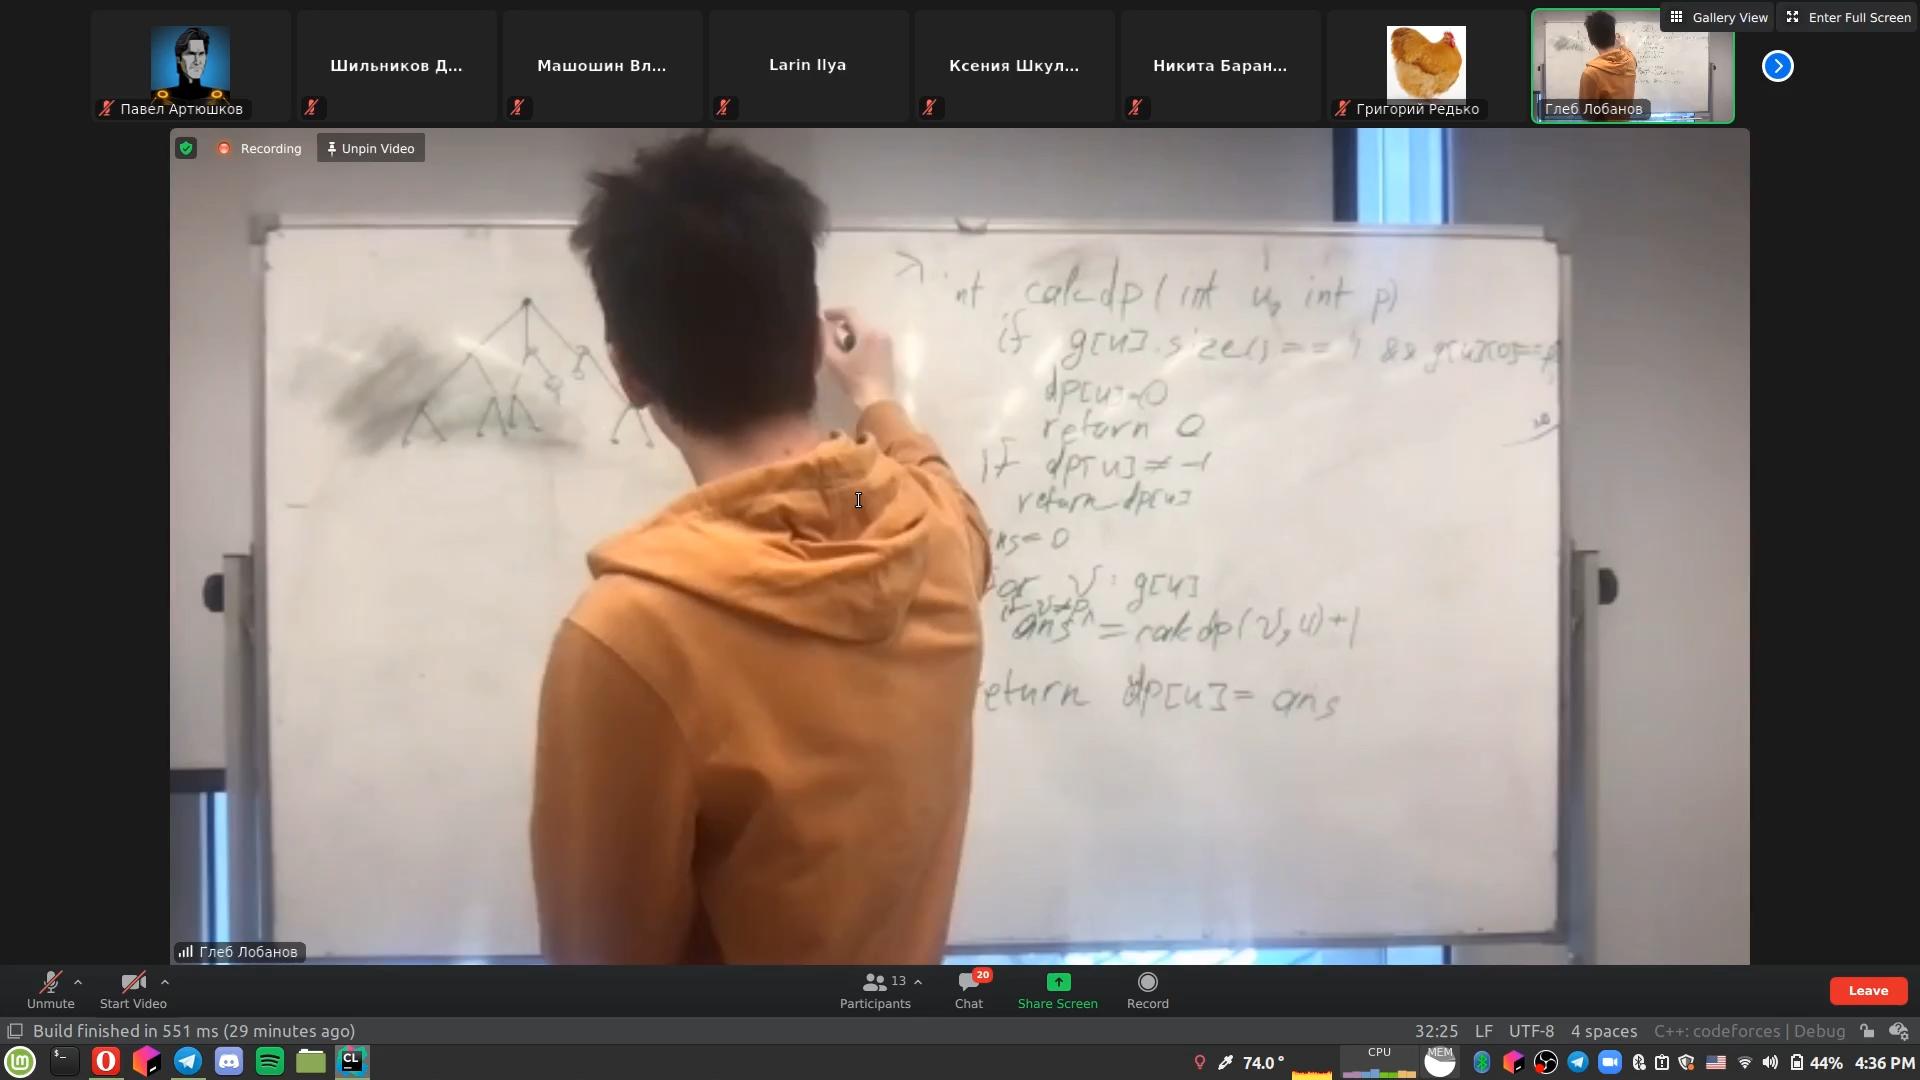 Gallery View
Enter Full Screen
Павел Артюшков
Шильников Д...
Машошин Вл...
Larin Ilya
Ксения Шкул...
Никита Баран...
Григорий Редько
Глеб Лобанов
Recording
Unpin Video
int calcdp(int u, int p)
if g[u].size() == 1 && g[u][0]==p
dp[u]=0
return 0
if dp[u] ≠ -1
return dp[u]
ans=0
for v : g[u]
if v≠p
ans ^= calcdp(v, u)+1
return dp[u]= ans
Глеб Лобанов
Unmute
Start Video
Participants
13
Chat
20
Share Screen
Record
Leave
Build finished in 551 ms (29 minutes ago)
32:25 LF UTF-8 4 spaces C++: codeforces | Debug
CL
74.0°
CPU
MEM
44%
4:36 PM